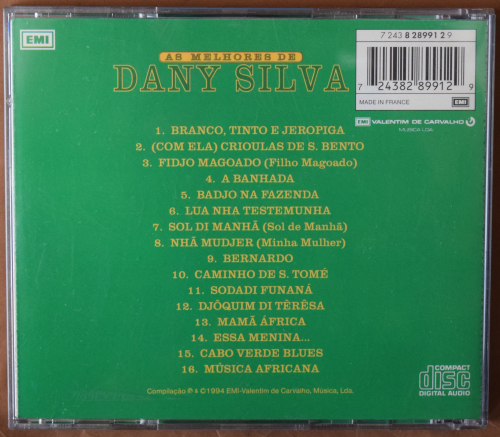 EMI
AS MELHORES DE
DANY SILVA
7 243 8 28991 2 9
7 24382 89912 9
MADE IN FRANCE EMI
EMI VALENTIM DE CARVALHO
MÚSICA LDA.
1. BRANCO, TINTO E JEROPIGA
2. (COM ELA) CRIOULAS DE S. BENTO
3. FIDJO MAGOADO (Filho Magoado)
4. A BANHADA
5. BADJO NA FAZENDA
6. LUA NHA TESTEMUNHA
7. SOL DI MANHÃ (Sol de Manhã)
8. NHÃ MUDJER (Minha Mulher)
9. BERNARDO
10. CAMINHO DE S. TOMÉ
11. SODADI FUNANÁ
12. DJÔQUIM DI TÊRÊSA
13. MAMÃ ÁFRICA
14. ESSA MENINA...
15. CABO VERDE BLUES
16. MÚSICA AFRICANA
COMPACT
disc
DIGITAL AUDIO
Compilação ℗ & ©1994 EMI-Valentim de Carvalho, Música, Lda.